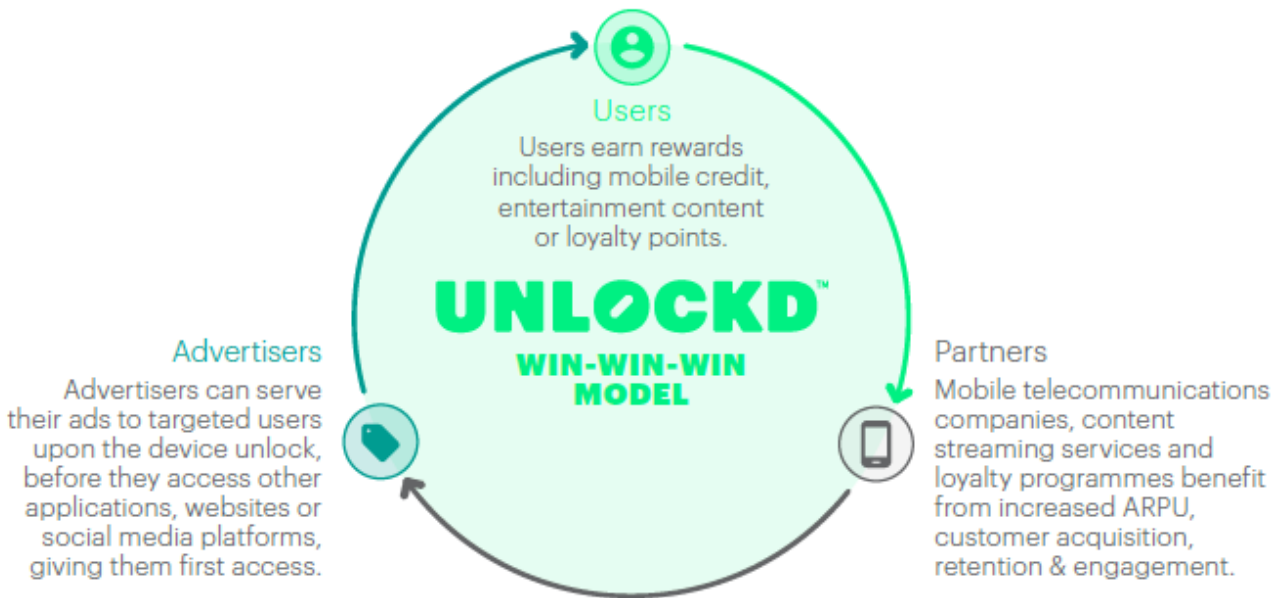 Users
Users earn rewards
including mobile credit,
entertainment content
or loyalty points.
UNLOCKD™
WIN-WIN-WIN
MODEL
Advertisers
Advertisers can serve
their ads to targeted users
upon the device unlock,
before they access other
applications, websites or
social media platforms,
giving them first access.
Partners
Mobile telecommunications
companies, content
streaming services and
loyalty programmes benefit
from increased ARPU,
customer acquisition,
retention & engagement.